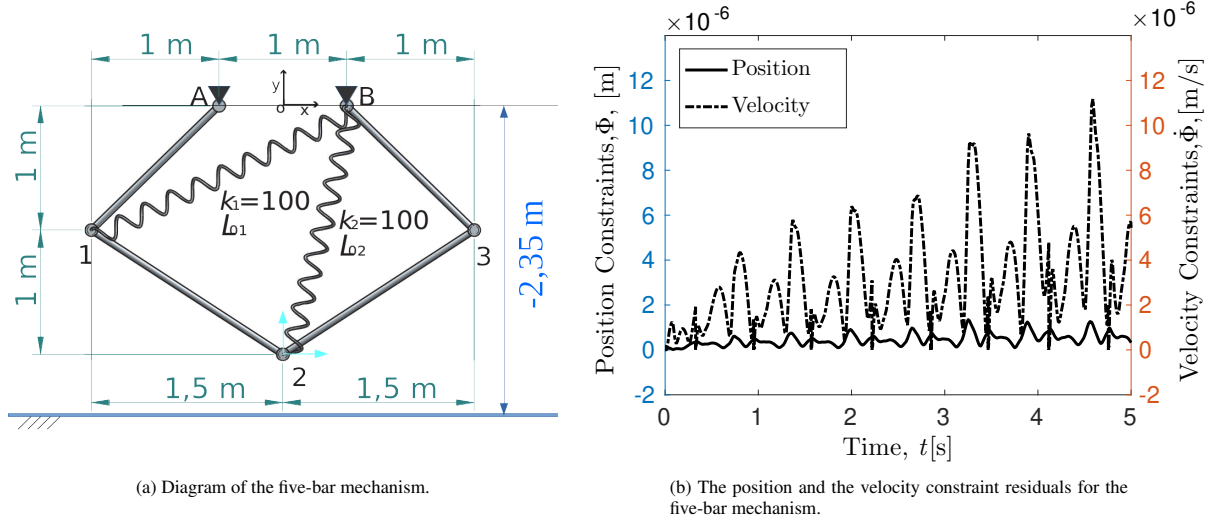 1 m 1 m 1 m
A y B
o x
1 m
k₁=100
L₀₁
k₂=100
L₀₂
1 3
1 m
-2,35 m
2
1,5 m 1,5 m
(a) Diagram of the five-bar mechanism.
×10⁻⁶ ×10⁻⁶
Position
Velocity
12 12
10 10
8 8
6 6
4 4
2 2
0 0
-2 -2
0 1 2 3 4 5
Position Constraints,Φ, [m]
Velocity Constraints,Φ̇,[m/s]
Time, t[s]
(b) The position and the velocity constraint residuals for the
five-bar mechanism.